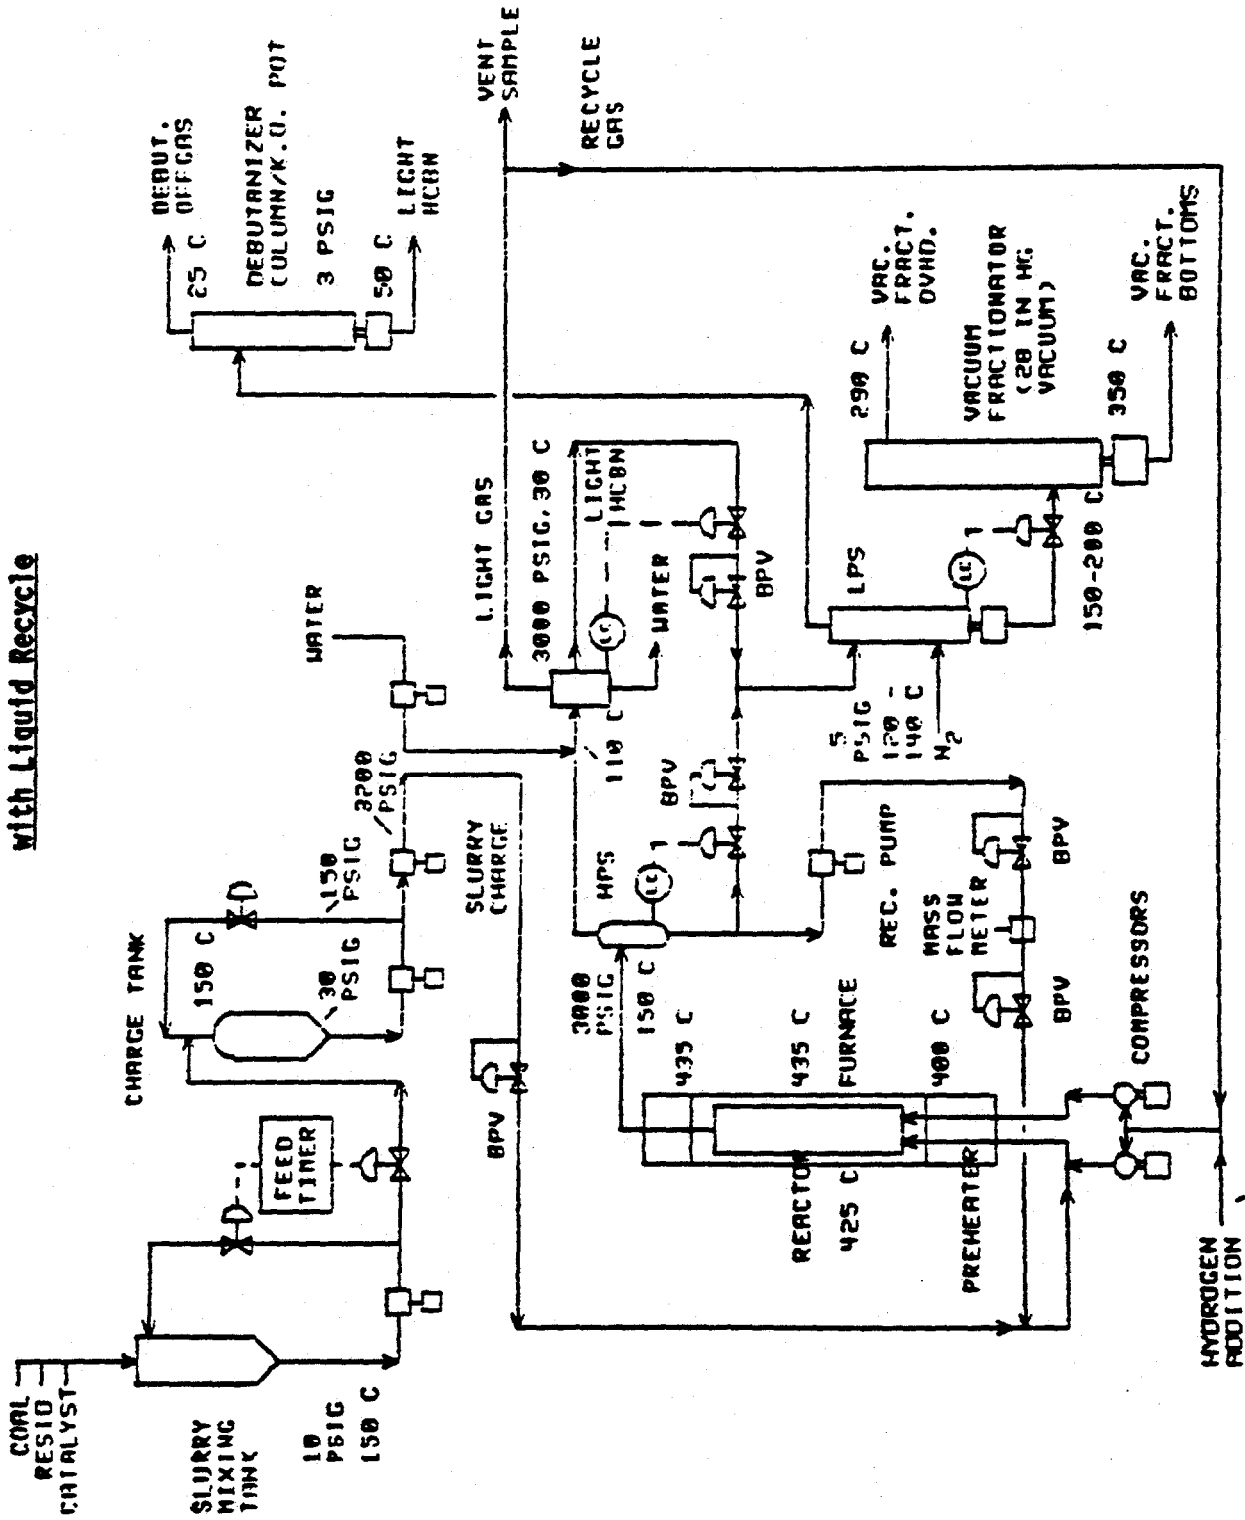 with Liquid Recycle
COAL
RESID
CATALYST
SLURRY
MIXING
TANK
10
PSIG
150 C
FEED
TIMER
CHARGE TANK
150 C
30
PSIG
150
PSIG
3200
PSIG
WATER
SLURRY
CHARGE
BPV
HPS
LC
3000
PSIG
150 C
435 C
435 C
FURNACE
400 C
REACTOR
425 C
PREHEATER
HYDROGEN
ADDITION
COMPRESSORS
BPV
MASS
FLOW
METER
BPV
REC. PUMP
BPV
110 C
LIGHT GAS
3000 PSIG, 30 C
LC
LIGHT
HCBN
WATER
BPV
5
PSIG
120 -
140 C
N2
LPS
LC
150-200 C
VENT
SAMPLE
RECYCLE
GAS
DEBUT.
OFFGAS
25 C
DEBUTANIZER
COLUMN/K.O. POT
3 PSIG
50 C
LIGHT
HCBN
290 C
VAC.
FRACT.
OVHD.
VACUUM
FRACTIONATOR
(28 IN HG
VACUUM)
350 C
VAC.
FRACT.
BOTTOMS